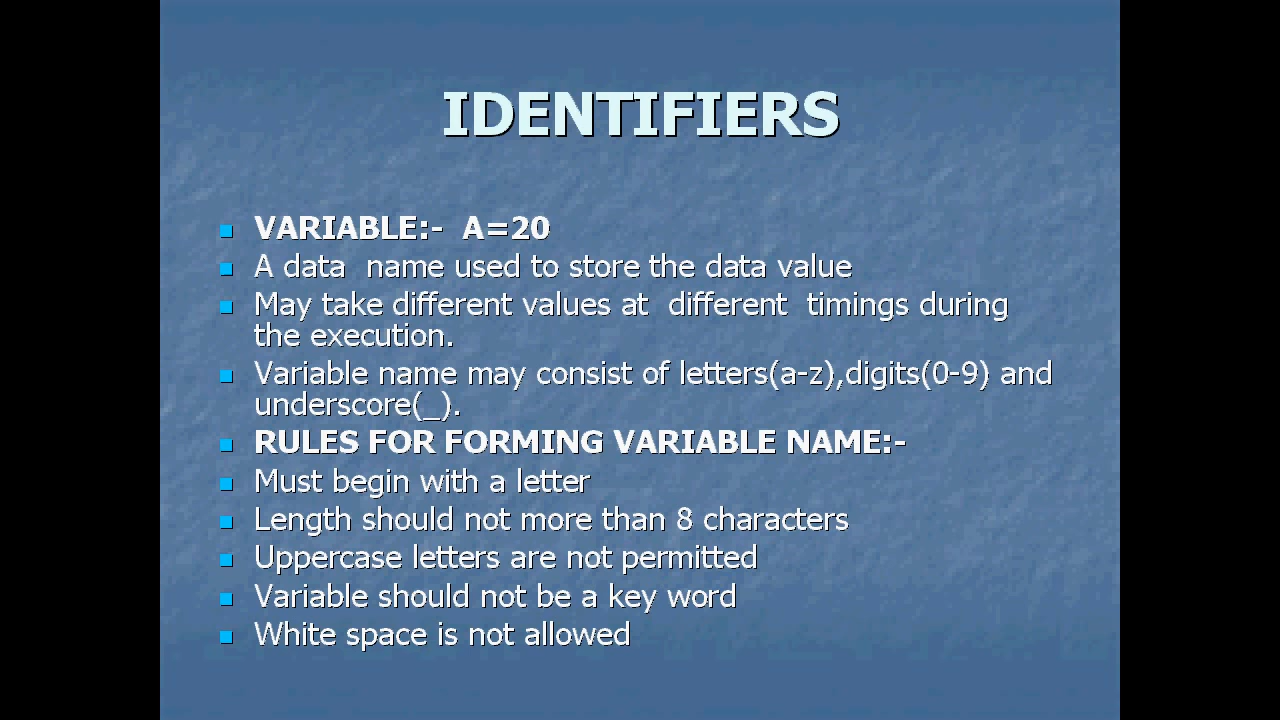 IDENTIFIERS
VARIABLE:- A=20
A data name used to store the data value
May take different values at different timings during
the execution.
Variable name may consist of letters(a-z),digits(0-9) and
underscore(_).
RULES FOR FORMING VARIABLE NAME:-
Must begin with a letter
Length should not more than 8 characters
Uppercase letters are not permitted
Variable should not be a key word
White space is not allowed